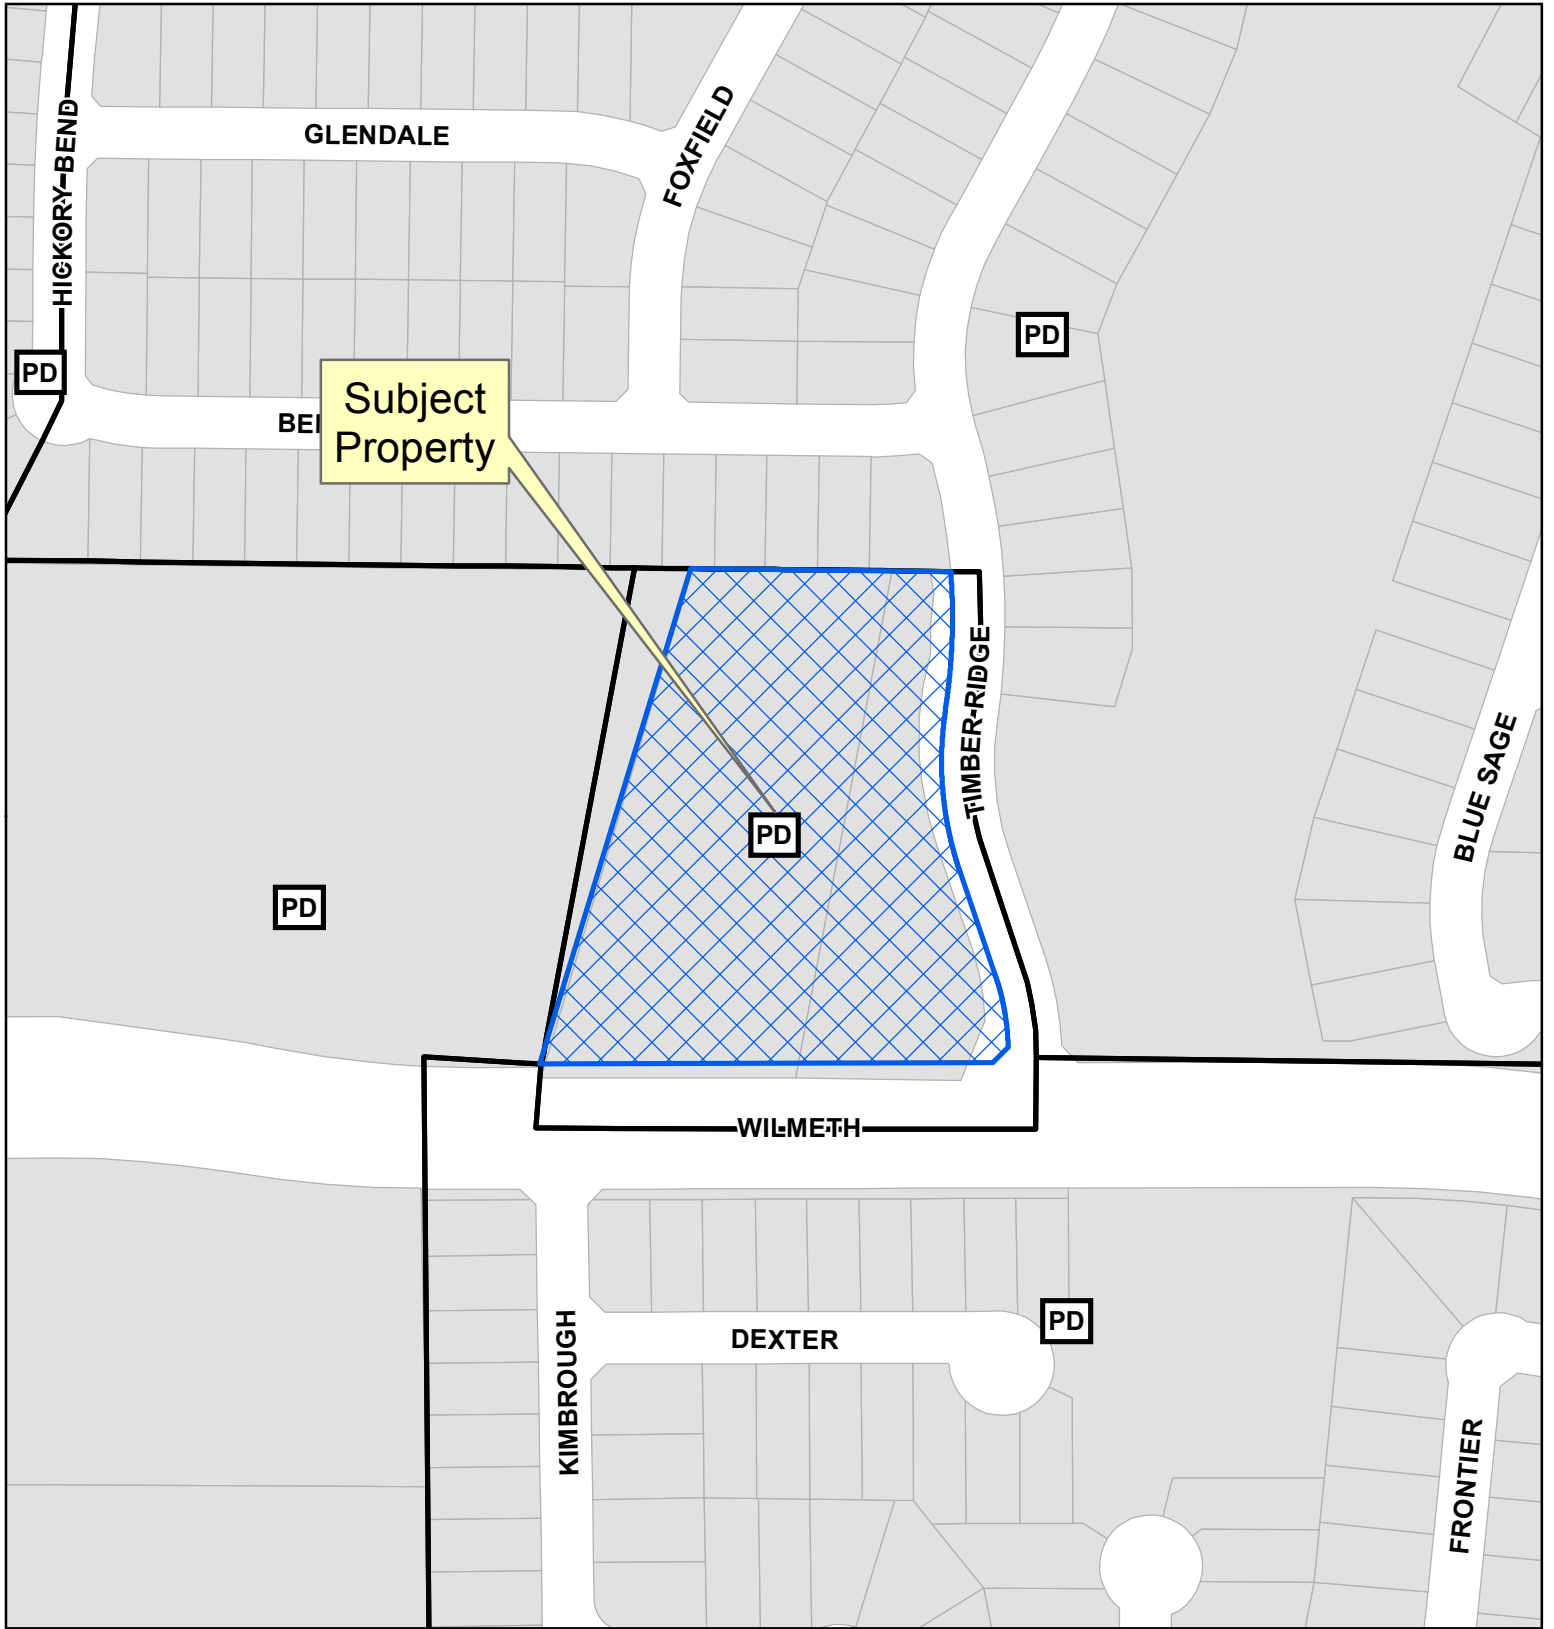 HICKORY BEND
GLENDALE
FOXFIELD
PD
PD
Subject
Property
TIMBER RIDGE
BLUE SAGE
PD
PD
WILMETH
KIMBROUGH
DEXTER
PD
FRONTIER